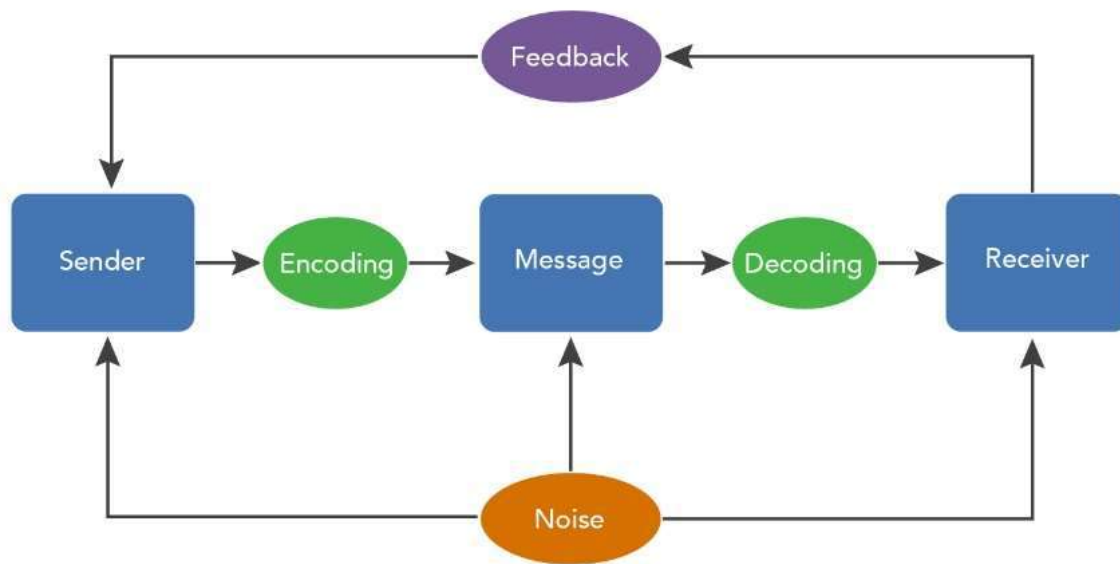 Feedback
Sender
Encoding
Message
Decoding
Receiver
Noise